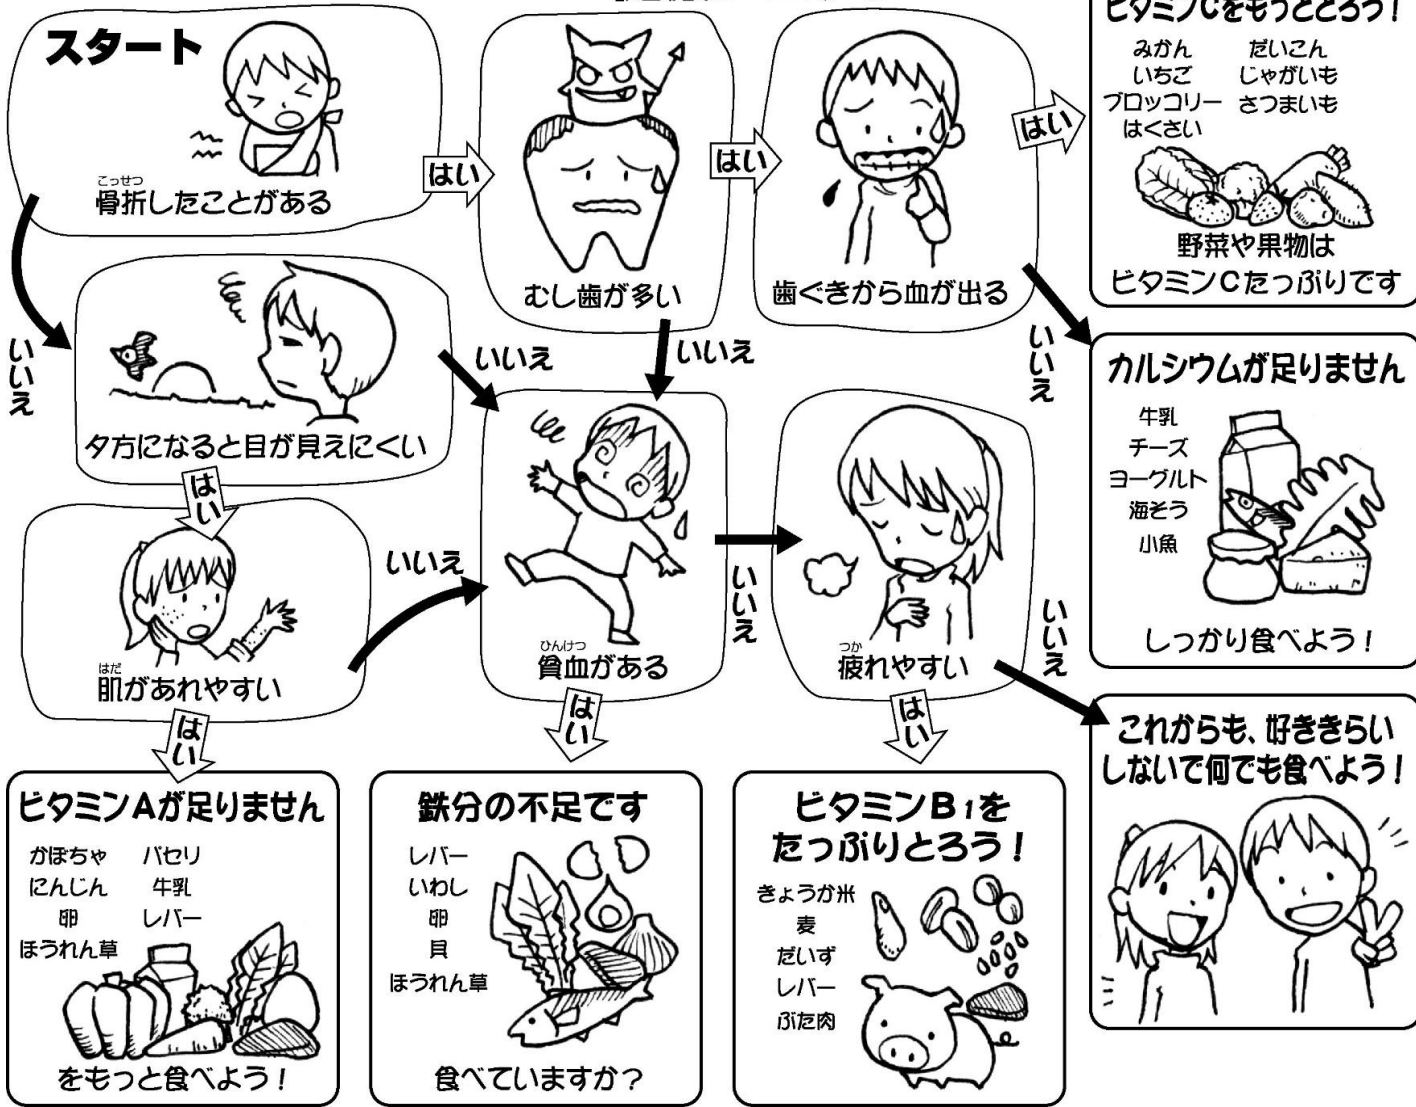 ビタミンCをもっととろう！
みかん
いちご
ブロッコリー
はくさい
だいこん
じゃがいも
さつまいも
野菜や果物は
ビタミンCたっぷりです
スタート
こっせつ
骨折したことがある
はい
むし歯が多い
はい
歯ぐきから血が出る
はい
いいえ
いいえ
いいえ
いいえ
夕方になると目が見えにくい
はい
カルシウムが足りません
牛乳
チーズ
ヨーグルト
海そう
小魚
しっかり食べよう！
はだ
肌があれやすい
いいえ
はい
ひんけつ
貧血がある
いいえ
はい
つか
疲れやすい
いいえ
はい
これからも、好ききらい
しないで何でも食べよう！
ビタミンAが足りません
かぼちゃ
にんじん
卵
ほうれん草
パセリ
牛乳
レバー
をもっと食べよう！
鉄分の不足です
レバー
いわし
卵
貝
ほうれん草
食べていますか？
ビタミンB1を
たっぷりとろう！
きょうか米
麦
だいず
レバー
ぶた肉